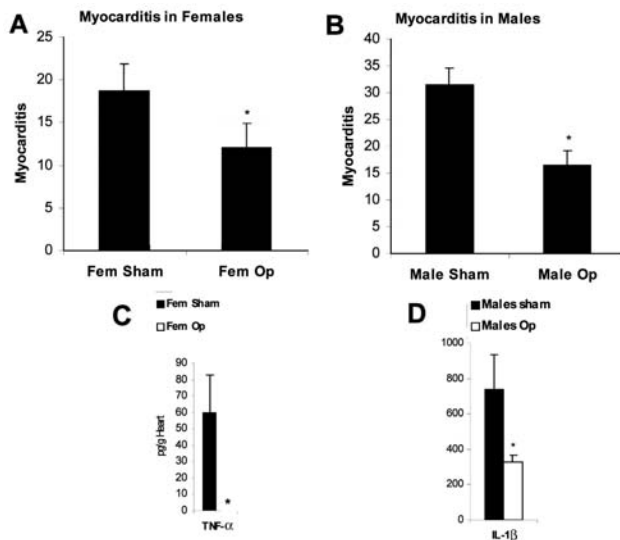 A
Myocarditis in Females
Myocarditis
25
20
15
10
5
0
*
Fem Sham
Fem Op
B
Myocarditis in Males
Myocarditis
40
35
30
25
20
15
10
5
0
*
Male Sham
Male Op
C
Fem Sham
Fem Op
pg/g Heart
90
80
70
60
50
40
30
20
10
0
*
TNF-α
D
Males sham
Males Op
1000
800
600
400
200
0
*
IL-1β